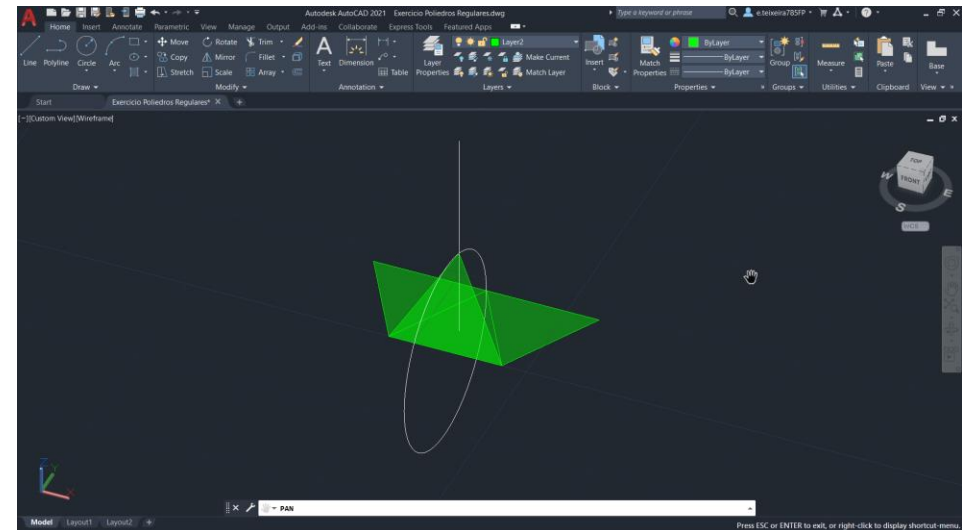 A
Autodesk AutoCAD 2021 Exercicio Poliedros Regulares.dwg
Type a keyword or phrase
e.teixeira785FP
Home Insert Annotate Parametric View Manage Output Add-ins Collaborate Express Tools Featured Apps
Move Rotate Trim Layer2 ByLayer
Copy Mirror Fillet Make Current ByLayer
Stretch Scale Array Table Match Layer ByLayer
Line Polyline Circle Arc Text Dimension Layer Properties Insert Match Properties Group Measure Paste Base
Draw Modify Annotation Layers Block Properties Groups Utilities Clipboard View
Start Exercicio Poliedros Regulares*
[-][Custom View][Wireframe]
TOP
FRONT
W
E
S
WCS
Z
Y
X
PAN
Model Layout1 Layout2 +
Press ESC or ENTER to exit, or right-click to display shortcut-menu.